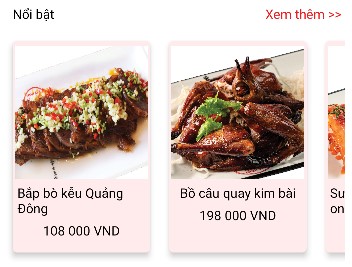 Nổi bật
Xem thêm >>
Bắp bò kễu Quảng
Đông
108 000 VND
Bồ câu quay kim bài
198 000 VND
Su
on